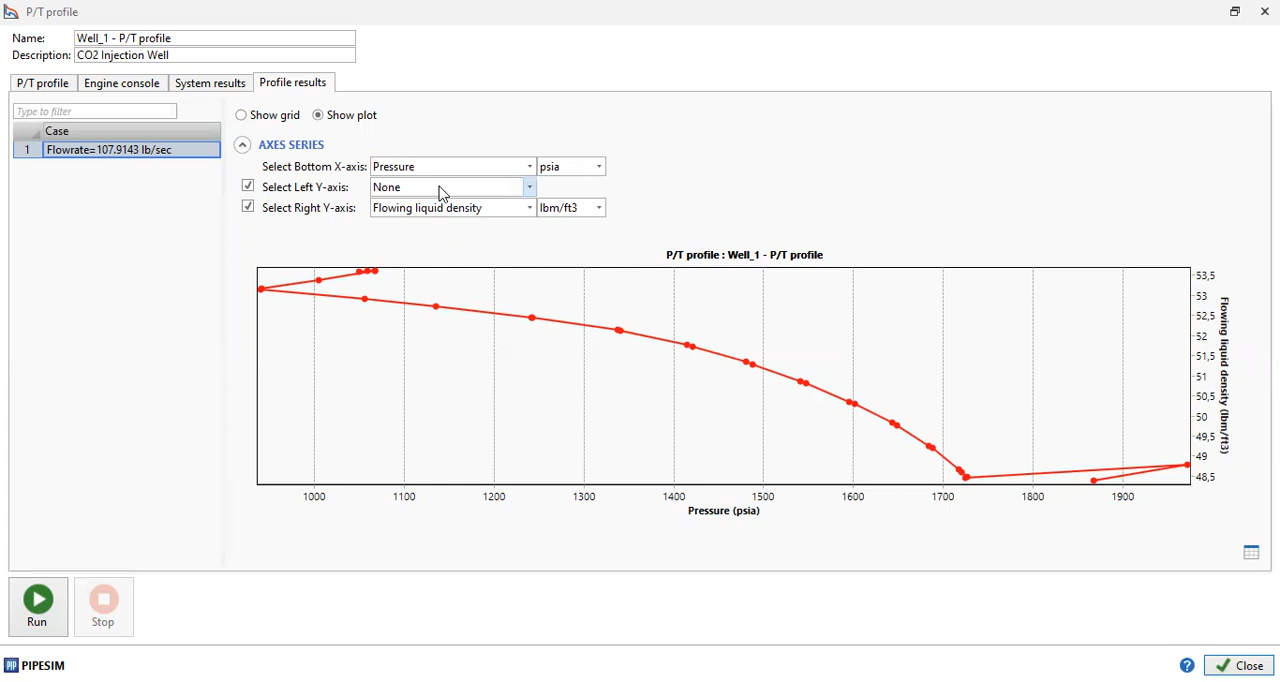 P/T profile
Name: Well_1 - P/T profile
Description: CO2 Injection Well
P/T profile Engine console System results Profile results
Type to filter
Show grid Show plot
Case
1 Flowrate=107.9143 lb/sec
AXES SERIES
Select Bottom X-axis: Pressure psia
Select Left Y-axis: None
Select Right Y-axis: Flowing liquid density lbm/ft3
P/T profile : Well_1 - P/T profile
53,5
53
52,5
52
51,5
51
50,5
50
49,5
49
48,5
Flowing liquid density (lbm/ft3)
1000 1100 1200 1300 1400 1500 1600 1700 1800 1900
Pressure (psia)
Run Stop
PIP PIPESIM
? Close